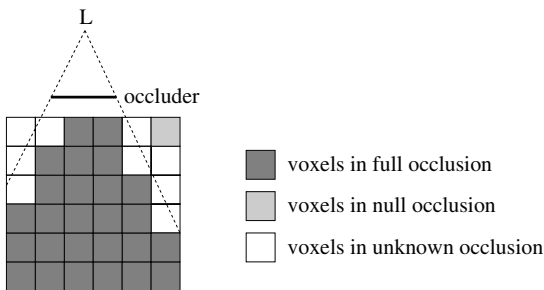 L
occluder
voxels in full occlusion
voxels in null occlusion
voxels in unknown occlusion